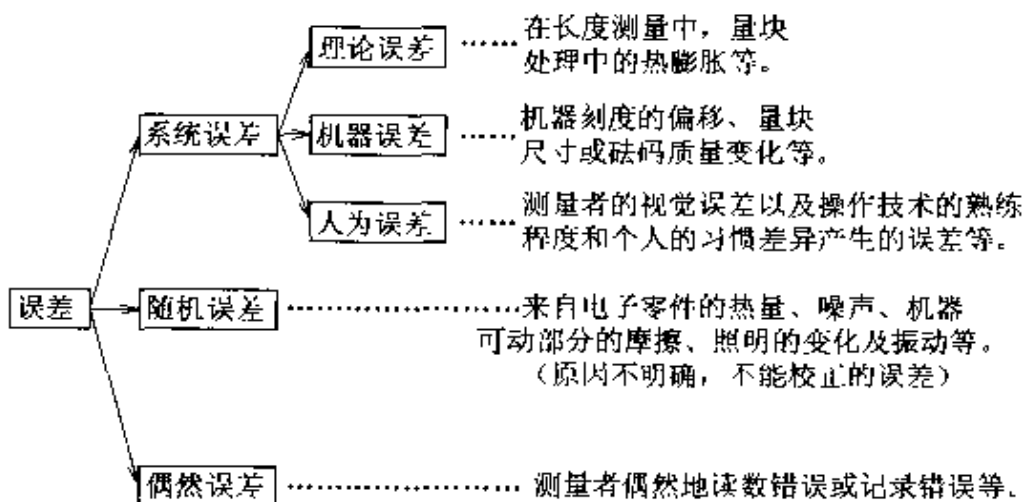 理论误差 ……在长度测量中，量块
处理中的热膨胀等。
系统误差
机器误差 ……机器刻度的偏移、量块
尺寸或砝码质量变化等。
人为误差 ……测量者的视觉误差以及操作技术的熟练
程度和个人的习惯差异产生的误差等。
误差
随机误差 ……………………来自电子零件的热量、噪声、机器
可动部分的摩擦、照明的变化及振动等。
（原因不明确，不能校正的误差）
偶然误差 ……………………测量者偶然地读数错误或记录错误等。